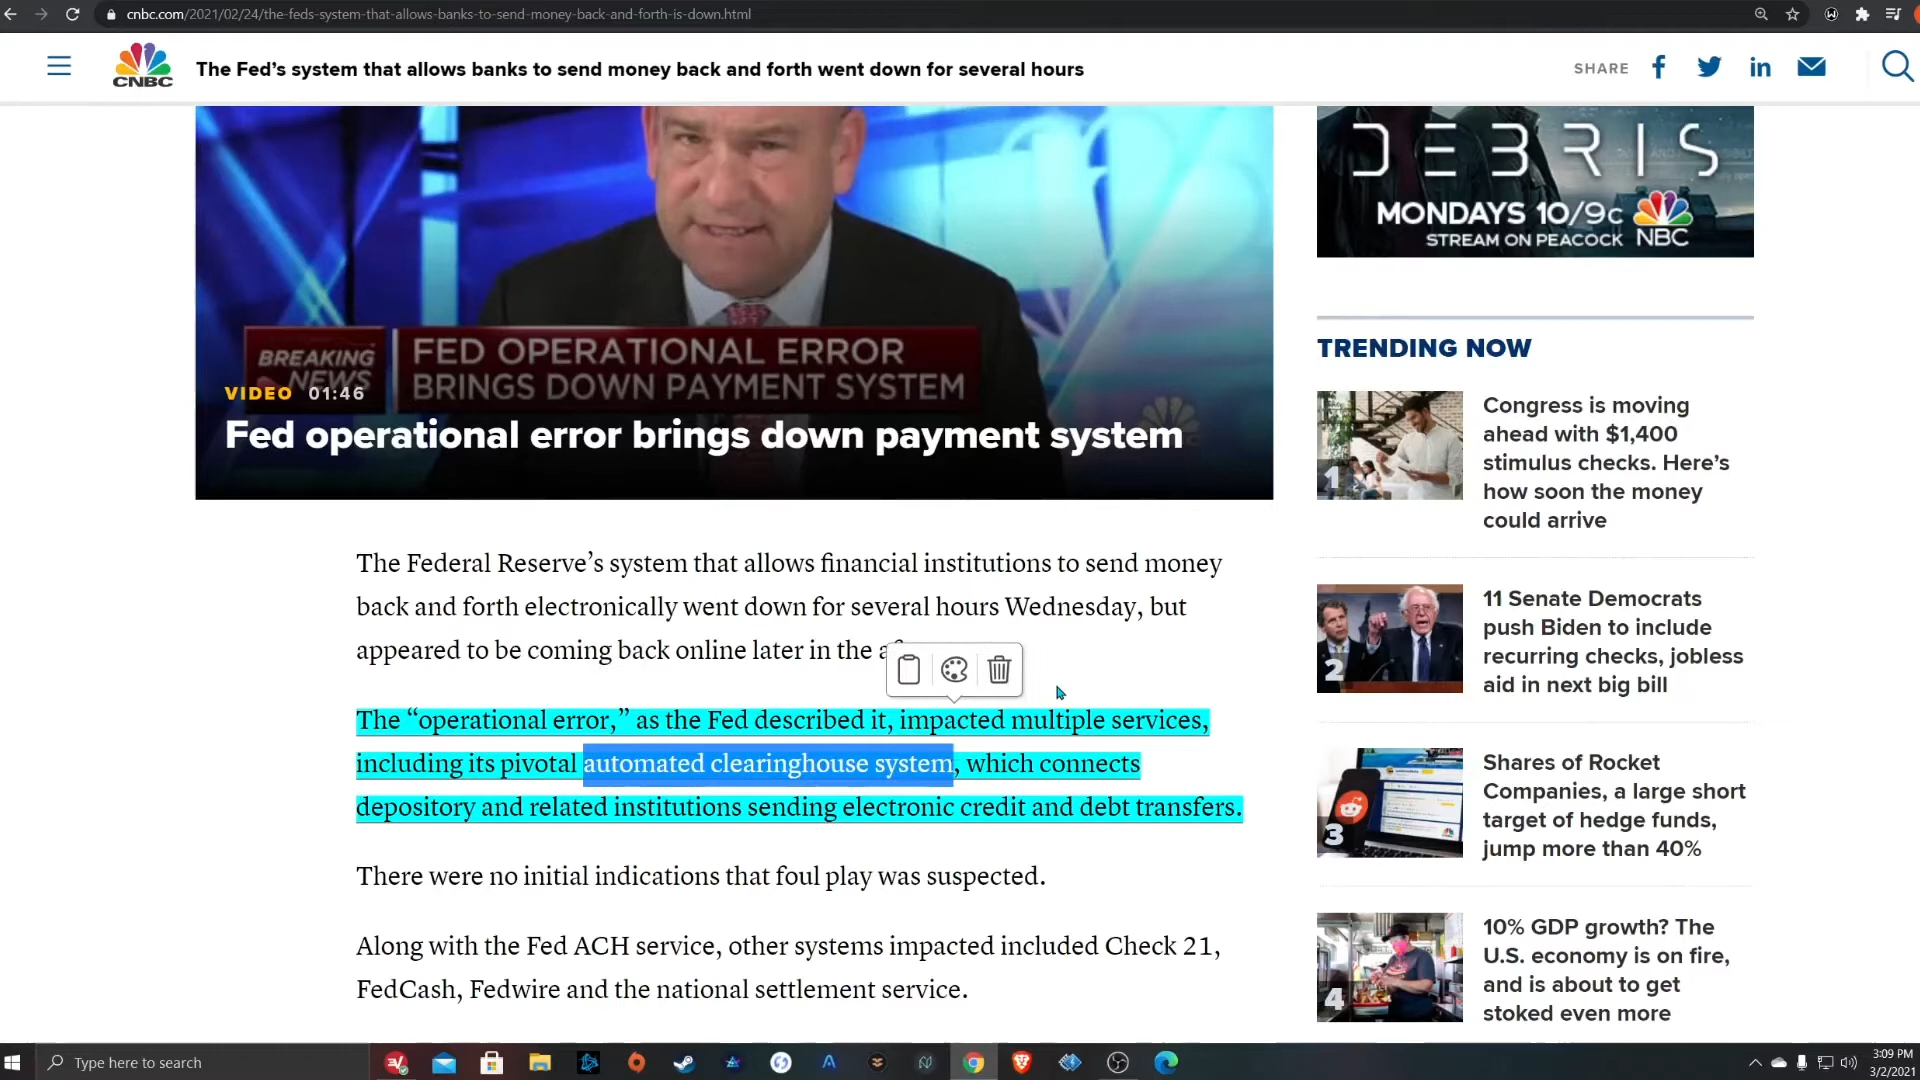 cnbc.com/2021/02/24/the-feds-system-that-allows-banks-to-send-money-back-and-forth-is-down.html
CNBC
The Fed’s system that allows banks to send money back and forth went down for several hours
SHARE
BREAKING NEWS
FED OPERATIONAL ERROR
BRINGS DOWN PAYMENT SYSTEM
VIDEO 01:46
Fed operational error brings down payment system
The Federal Reserve’s system that allows financial institutions to send money
back and forth electronically went down for several hours Wednesday, but
appeared to be coming back online later in the
The “operational error,” as the Fed described it, impacted multiple services,
including its pivotal automated clearinghouse system, which connects
depository and related institutions sending electronic credit and debt transfers.
There were no initial indications that foul play was suspected.
Along with the Fed ACH service, other systems impacted included Check 21,
FedCash, Fedwire and the national settlement service.
DEBRIS
MONDAYS 10/9c
STREAM ON PEACOCK NBC
TRENDING NOW
1
Congress is moving
ahead with $1,400
stimulus checks. Here’s
how soon the money
could arrive
2
11 Senate Democrats
push Biden to include
recurring checks, jobless
aid in next big bill
3
Shares of Rocket
Companies, a large short
target of hedge funds,
jump more than 40%
4
10% GDP growth? The
U.S. economy is on fire,
and is about to get
stoked even more
Type here to search
3:09 PM
3/2/2021